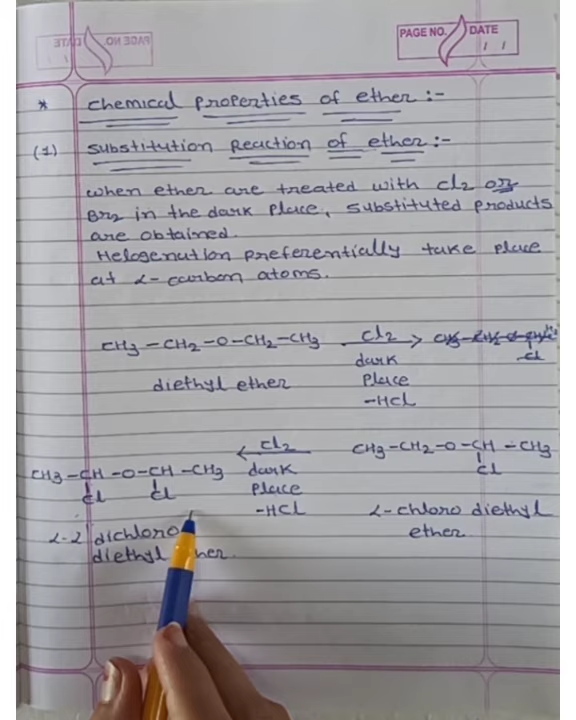 PAGE NO.
DATE
/ /
* Chemical properties of ether :-
(1) substitution Reaction of ether :-
when ether are treated with Cl2 or
Br2 in the dark place, substituted products
are obtained.
Helogenution preferentially take place
at α-carbon atoms.
CH3-CH2-O-CH2-CH3 Cl2 >
Cl
diethyl ether
dark
place
-HCl
CH3-CH-O-CH-CH3 Cl2 CH3-CH2-O-CH-CH3
Cl Cl dark Cl
place
-HCl α-chloro diethyl
ether
α-α' dichloro
diethyl her.